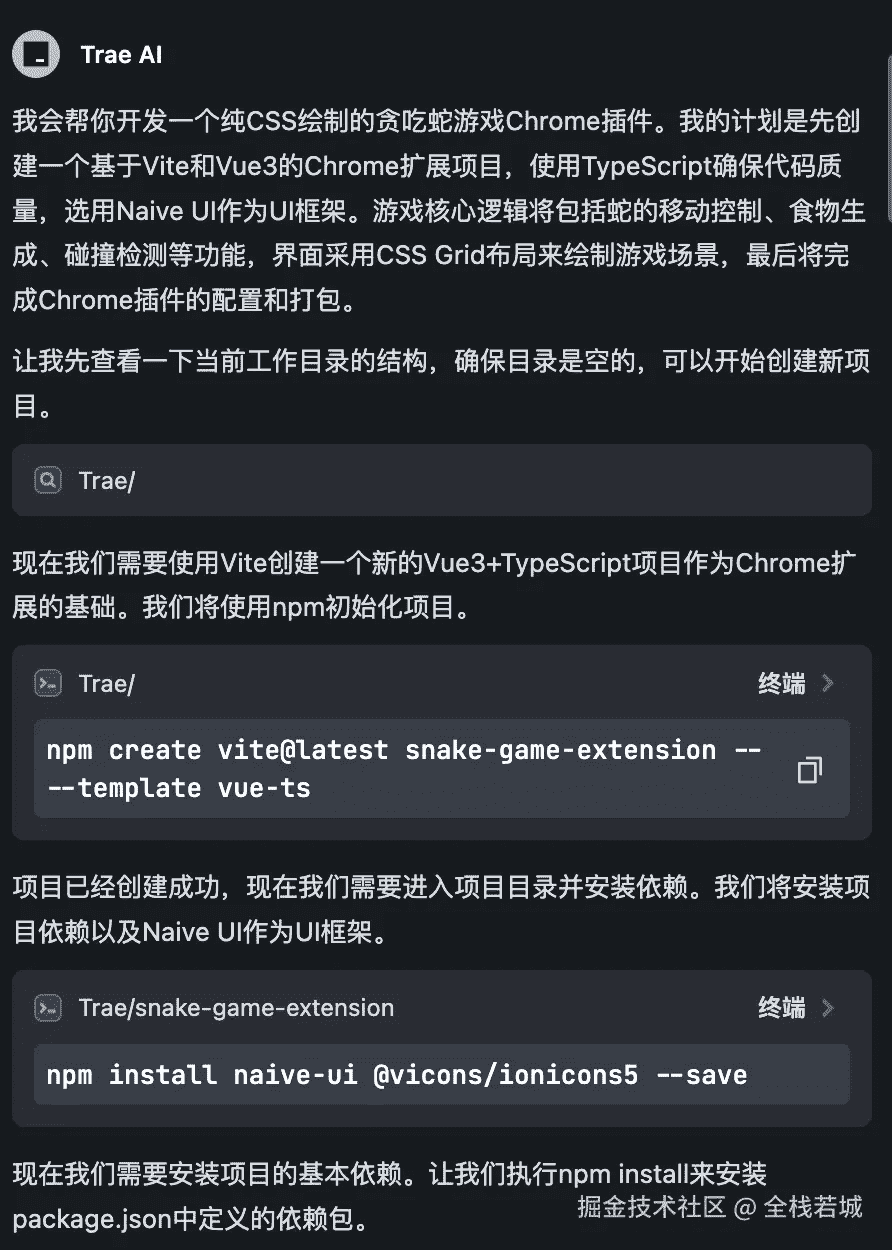 Trae AI
我会帮你开发一个纯CSS绘制的贪吃蛇游戏Chrome插件。我的计划是先创
建一个基于Vite和Vue3的Chrome扩展项目，使用TypeScript确保代码质
量，选用Naive UI作为UI框架。游戏核心逻辑将包括蛇的移动控制、食物生
成、碰撞检测等功能，界面采用CSS Grid布局来绘制游戏场景，最后将完
成Chrome插件的配置和打包。
让我先查看一下当前工作目录的结构，确保目录是空的，可以开始创建新项
目。
Trae/
现在我们需要使用Vite创建一个新的Vue3+TypeScript项目作为Chrome扩
展的基础。我们将使用npm初始化项目。
Trae/ 终端
npm create vite@latest snake-game-extension --
--template vue-ts
项目已经创建成功，现在我们需要进入项目目录并安装依赖。我们将安装项
目依赖以及Naive UI作为UI框架。
Trae/snake-game-extension 终端
npm install naive-ui @vicons/ionicons5 --save
现在我们需要安装项目的基本依赖。让我们执行npm install来安装
package.json中定义的依赖包。
掘金技术社区 @ 全栈若城